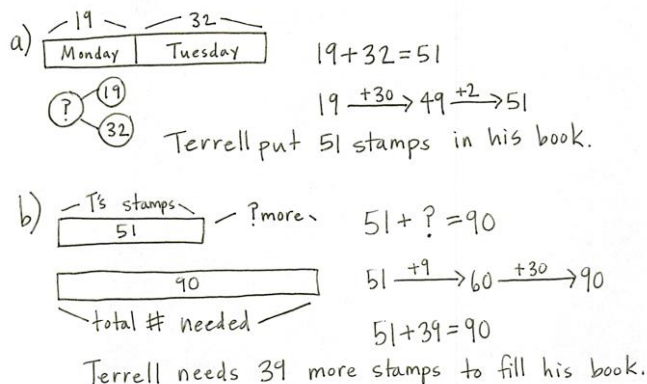 a) 19 32
Monday Tuesday
19+32=51
? 19 32
19 +30 → 49 +2 → 51
Terrell put 51 stamps in his book.
b) T's stamps
51
? more
51 + ? = 90
90
51 +9 → 60 +30 → 90
total # needed
51+39=90
Terrell needs 39 more stamps to fill his book.